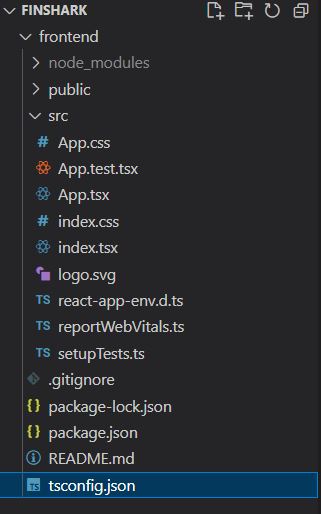 FINSHARK
frontend
node_modules
public
src
# App.css
App.test.tsx
App.tsx
# index.css
index.tsx
logo.svg
TS react-app-env.d.ts
TS reportWebVitals.ts
TS setupTests.ts
.gitignore
{} package-lock.json
{} package.json
README.md
TS tsconfig.json